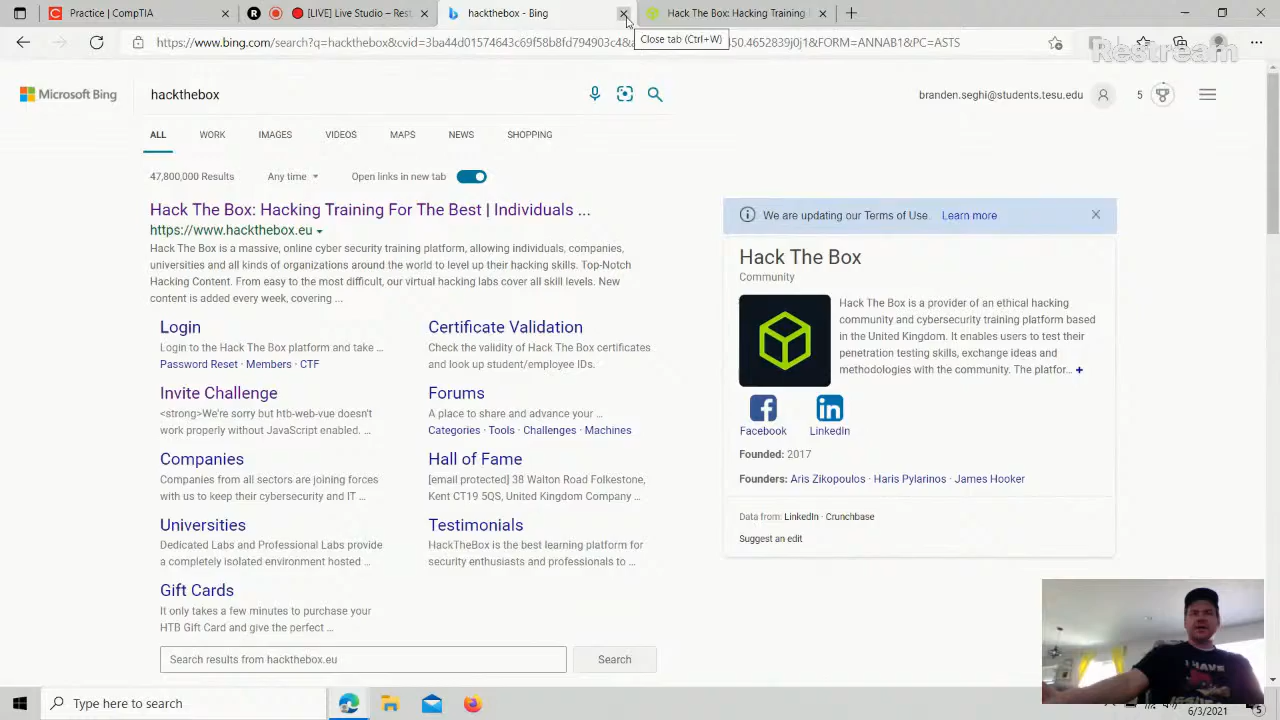 Practice | CompTIA
[LIVE] Live Studio – Rest
hackthebox - Bing
Hack The Box: Hacking Training
Close tab (Ctrl+W)
https://www.bing.com/search?q=hackthebox&cvid=3ba44d01574643c69f58b8fd794903c4&
50.4652839j0j1&FORM=ANNAB1&PC=ASTS
Restream
Microsoft Bing
hackthebox
branden.seghi@students.tesu.edu
5
ALL
WORK
IMAGES
VIDEOS
MAPS
NEWS
SHOPPING
47,800,000 Results
Any time
Open links in new tab
Hack The Box: Hacking Training For The Best | Individuals ...
https://www.hackthebox.eu
Hack The Box is a massive, online cyber security training platform, allowing individuals, companies,
universities and all kinds of organizations around the world to level up their hacking skills. Top-Notch
Hacking Content. From easy to the most difficult, our virtual hacking labs cover all skill levels. New
content is added every week, covering ...
Login
Login to the Hack The Box platform and take ...
Password Reset · Members · CTF
Certificate Validation
Check the validity of Hack The Box certificates
and look up student/employee IDs.
Invite Challenge
<strong>We're sorry but htb-web-vue doesn't
work properly without JavaScript enabled. ...
Forums
A place to share and advance your ...
Categories · Tools · Challenges · Machines
Companies
Companies from all sectors are joining forces
with us to keep their cybersecurity and IT ...
Hall of Fame
[email protected] 38 Walton Road Folkestone,
Kent CT19 5QS, United Kingdom Company ...
Universities
Dedicated Labs and Professional Labs provide
a completely isolated environment hosted ...
Testimonials
HackTheBox is the best learning platform for
security enthusiasts and professionals to ...
Gift Cards
It only takes a few minutes to purchase your
HTB Gift Card and give the perfect ...
Search results from hackthebox.eu
Search
We are updating our Terms of Use
Learn more
Hack The Box
Community
Hack The Box is a provider of an ethical hacking
community and cybersecurity training platform based
in the United Kingdom. It enables users to test their
penetration testing skills, exchange ideas and
methodologies with the community. The platfor... +
Facebook
LinkedIn
Founded: 2017
Founders: Aris Zikopoulos · Haris Pylarinos · James Hooker
Data from: LinkedIn · Crunchbase
Suggest an edit
I HAVE
Type here to search
6/3/2021
5